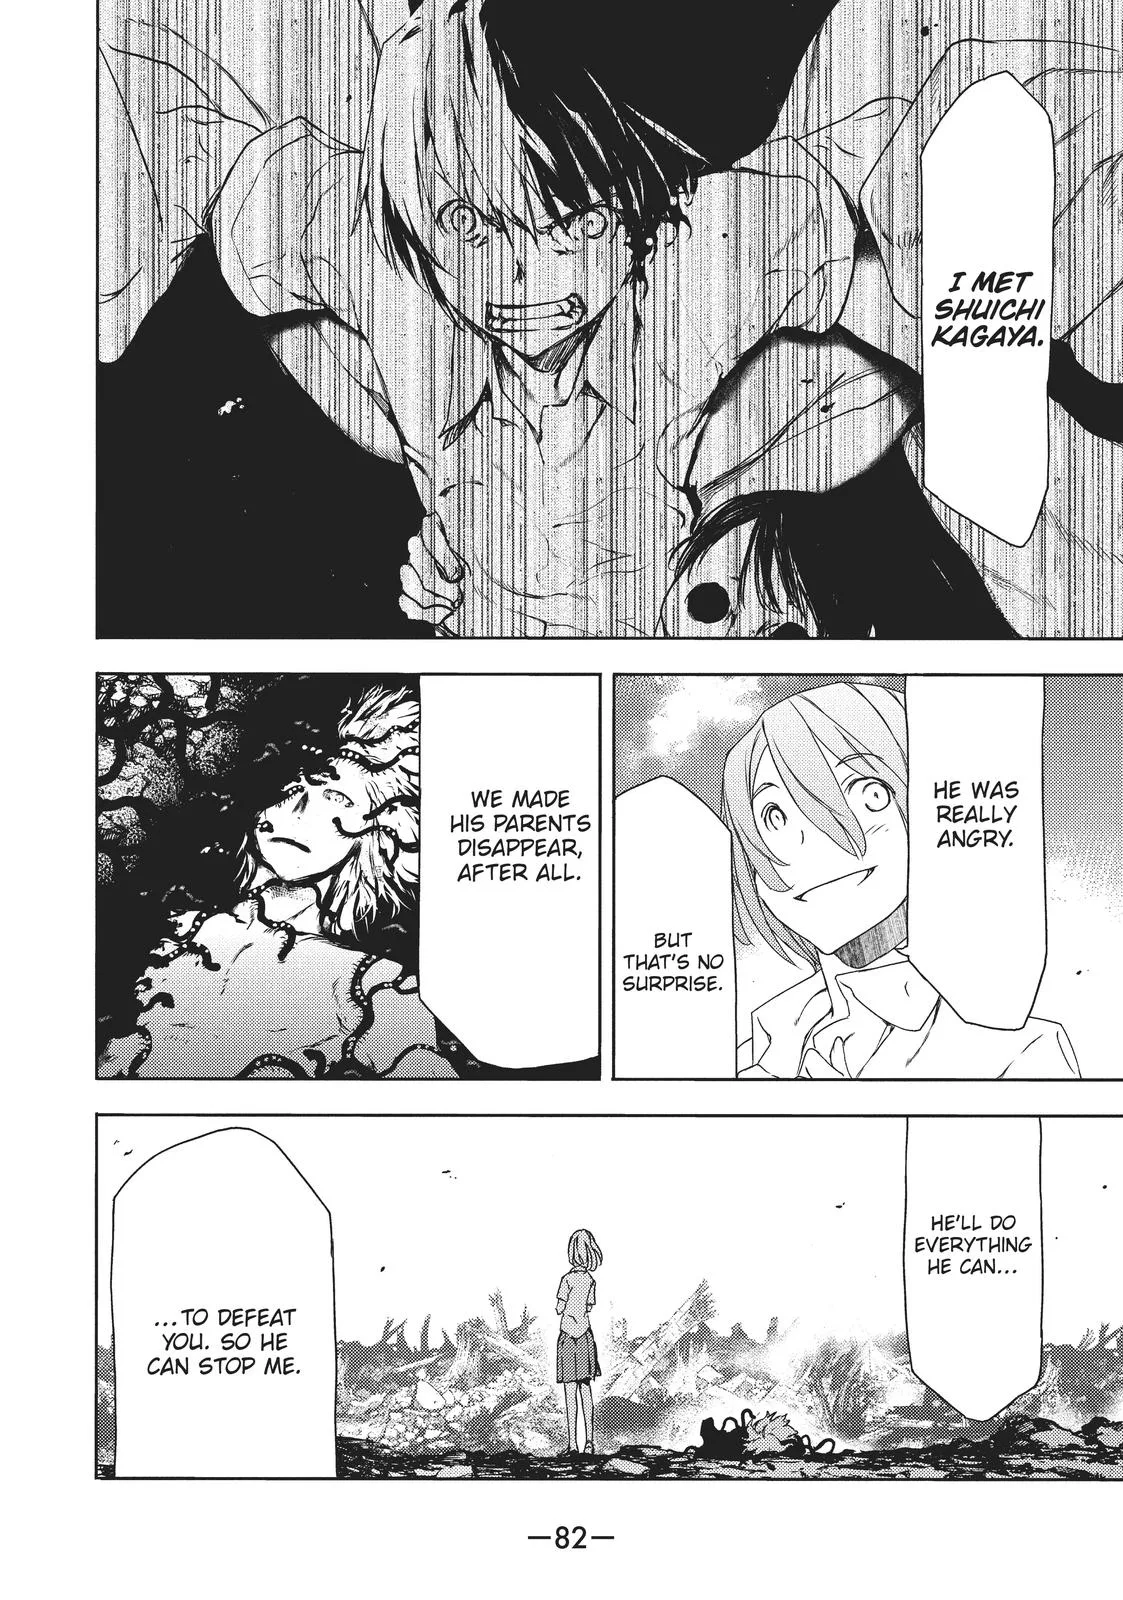 I MET
SHUICHI
KAGAYA.
HE WAS
REALLY
ANGRY.
BUT
THAT'S NO
SURPRISE.
WE MADE
HIS PARENTS
DISAPPEAR,
AFTER ALL.
HE'LL DO
EVERYTHING
HE CAN...
...TO DEFEAT
YOU. SO HE
CAN STOP ME.
—82—